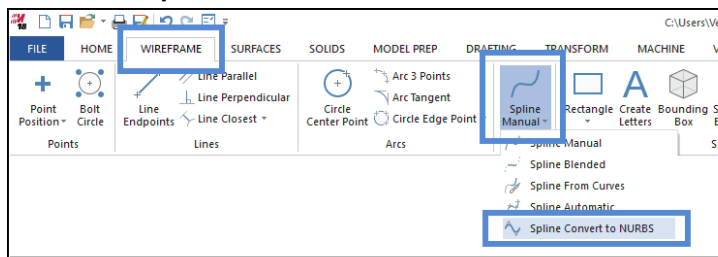 18
C:\Users\Ve
FILE HOME WIREFRAME SURFACES SOLIDS MODEL PREP DRAFTING TRANSFORM MACHINE V
Line Parallel
Arc 3 Points
Line Perpendicular
Arc Tangent
Line Closest
Circle Edge Point
Point
Position
Bolt
Circle
Line
Endpoints
Circle
Center Point
Spline
Manual
Rectangle
Create
Letters
Bounding
Box
S
E
Points Lines Arcs S
Spline Manual
Spline Blended
Spline From Curves
Spline Automatic
Spline Convert to NURBS